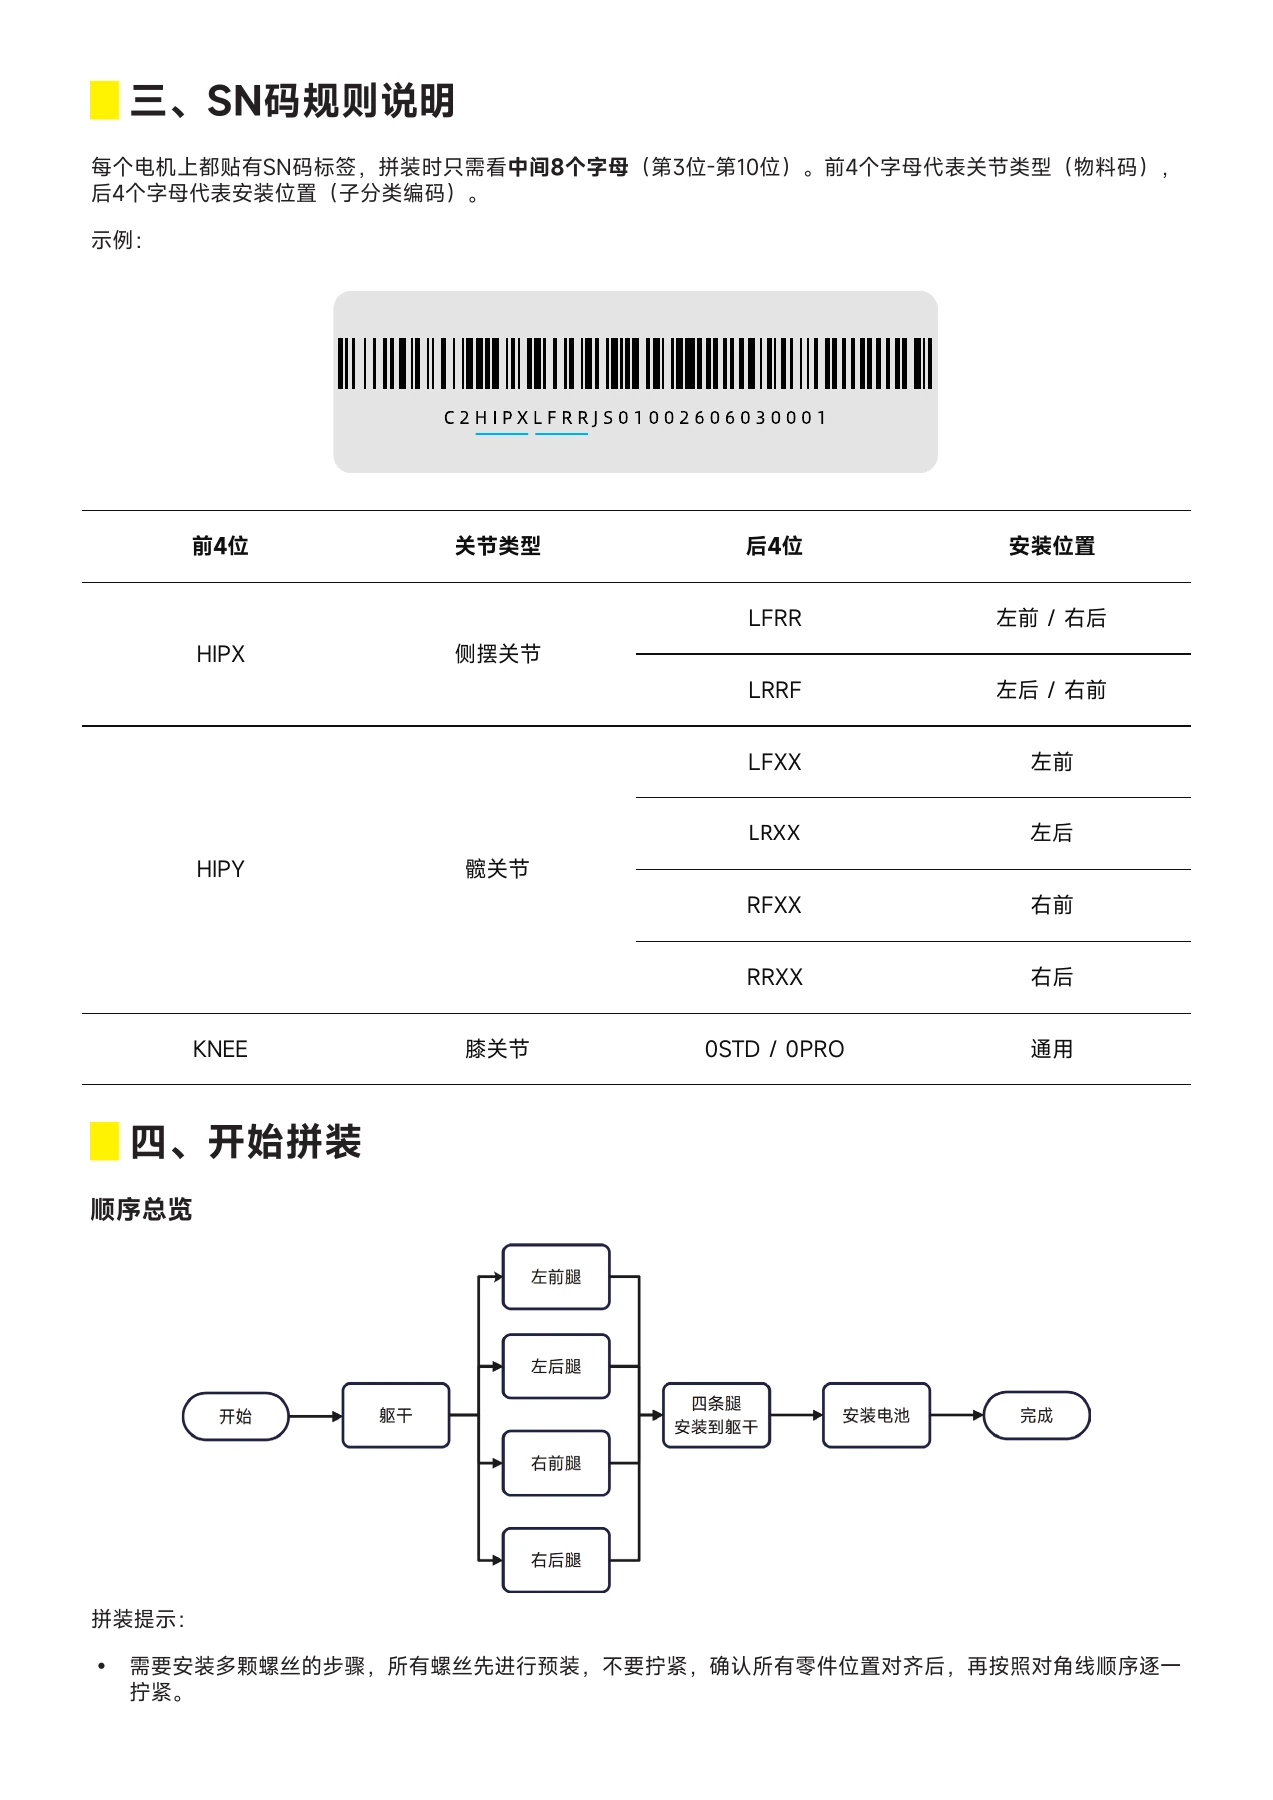 三、SN码规则说明
每个电机上都贴有SN码标签，拼装时只需看中间8个字母（第3位-第10位）。前4个字母代表关节类型（物料码），
后4个字母代表安装位置（子分类编码）。
示例：
C2HIPXLFRRJS01002606030001
前4位 关节类型 后4位 安装位置
HIPX 侧摆关节 LFRR 左前 / 右后
LRRF 左后 / 右前
HIPY 髋关节 LFXX 左前
LRXX 左后
RFXX 右前
RRXX 右后
KNEE 膝关节 0STD / 0PRO 通用
四、开始拼装
顺序总览
开始
躯干
左前腿
左后腿
右前腿
右后腿
四条腿
安装到躯干
安装电池
完成
拼装提示：
• 需要安装多颗螺丝的步骤，所有螺丝先进行预装，不要拧紧，确认所有零件位置对齐后，再按照对角线顺序逐一
拧紧。